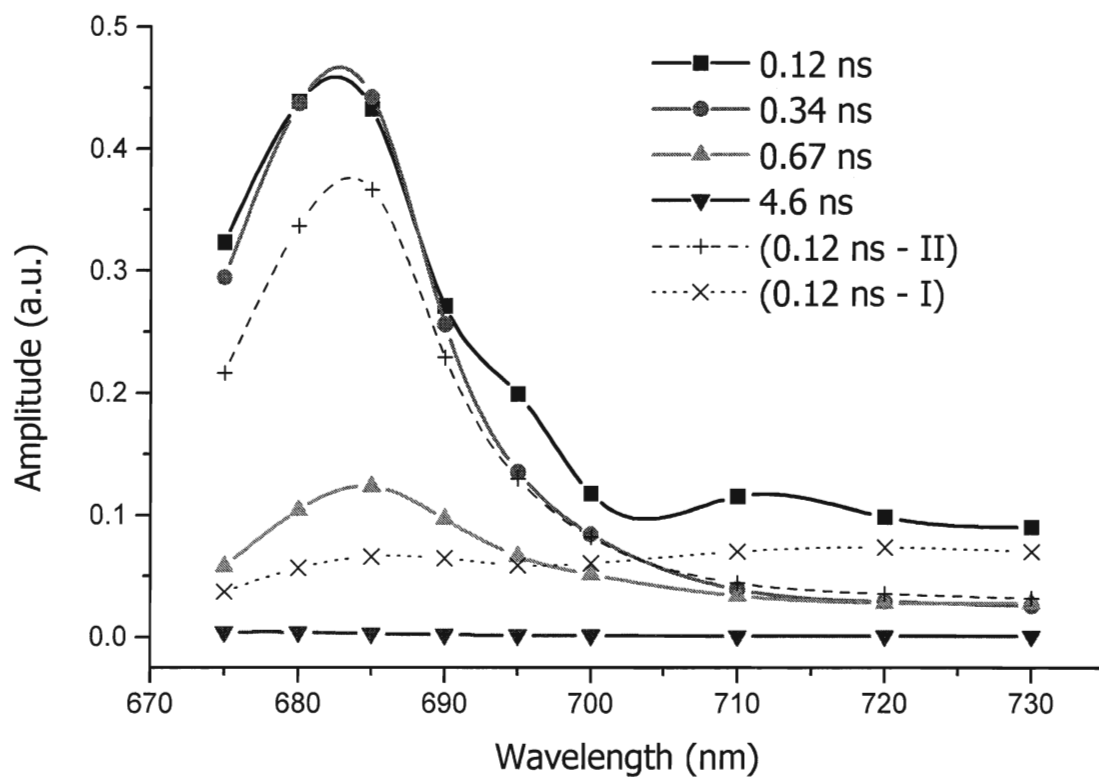 0.5
0.4
0.3
0.2
0.1
0.0
Amplitude (a.u.)
0.12 ns
0.34 ns
0.67 ns
4.6 ns
(0.12 ns - II)
(0.12 ns - I)
670 680 690 700 710 720 730
Wavelength (nm)